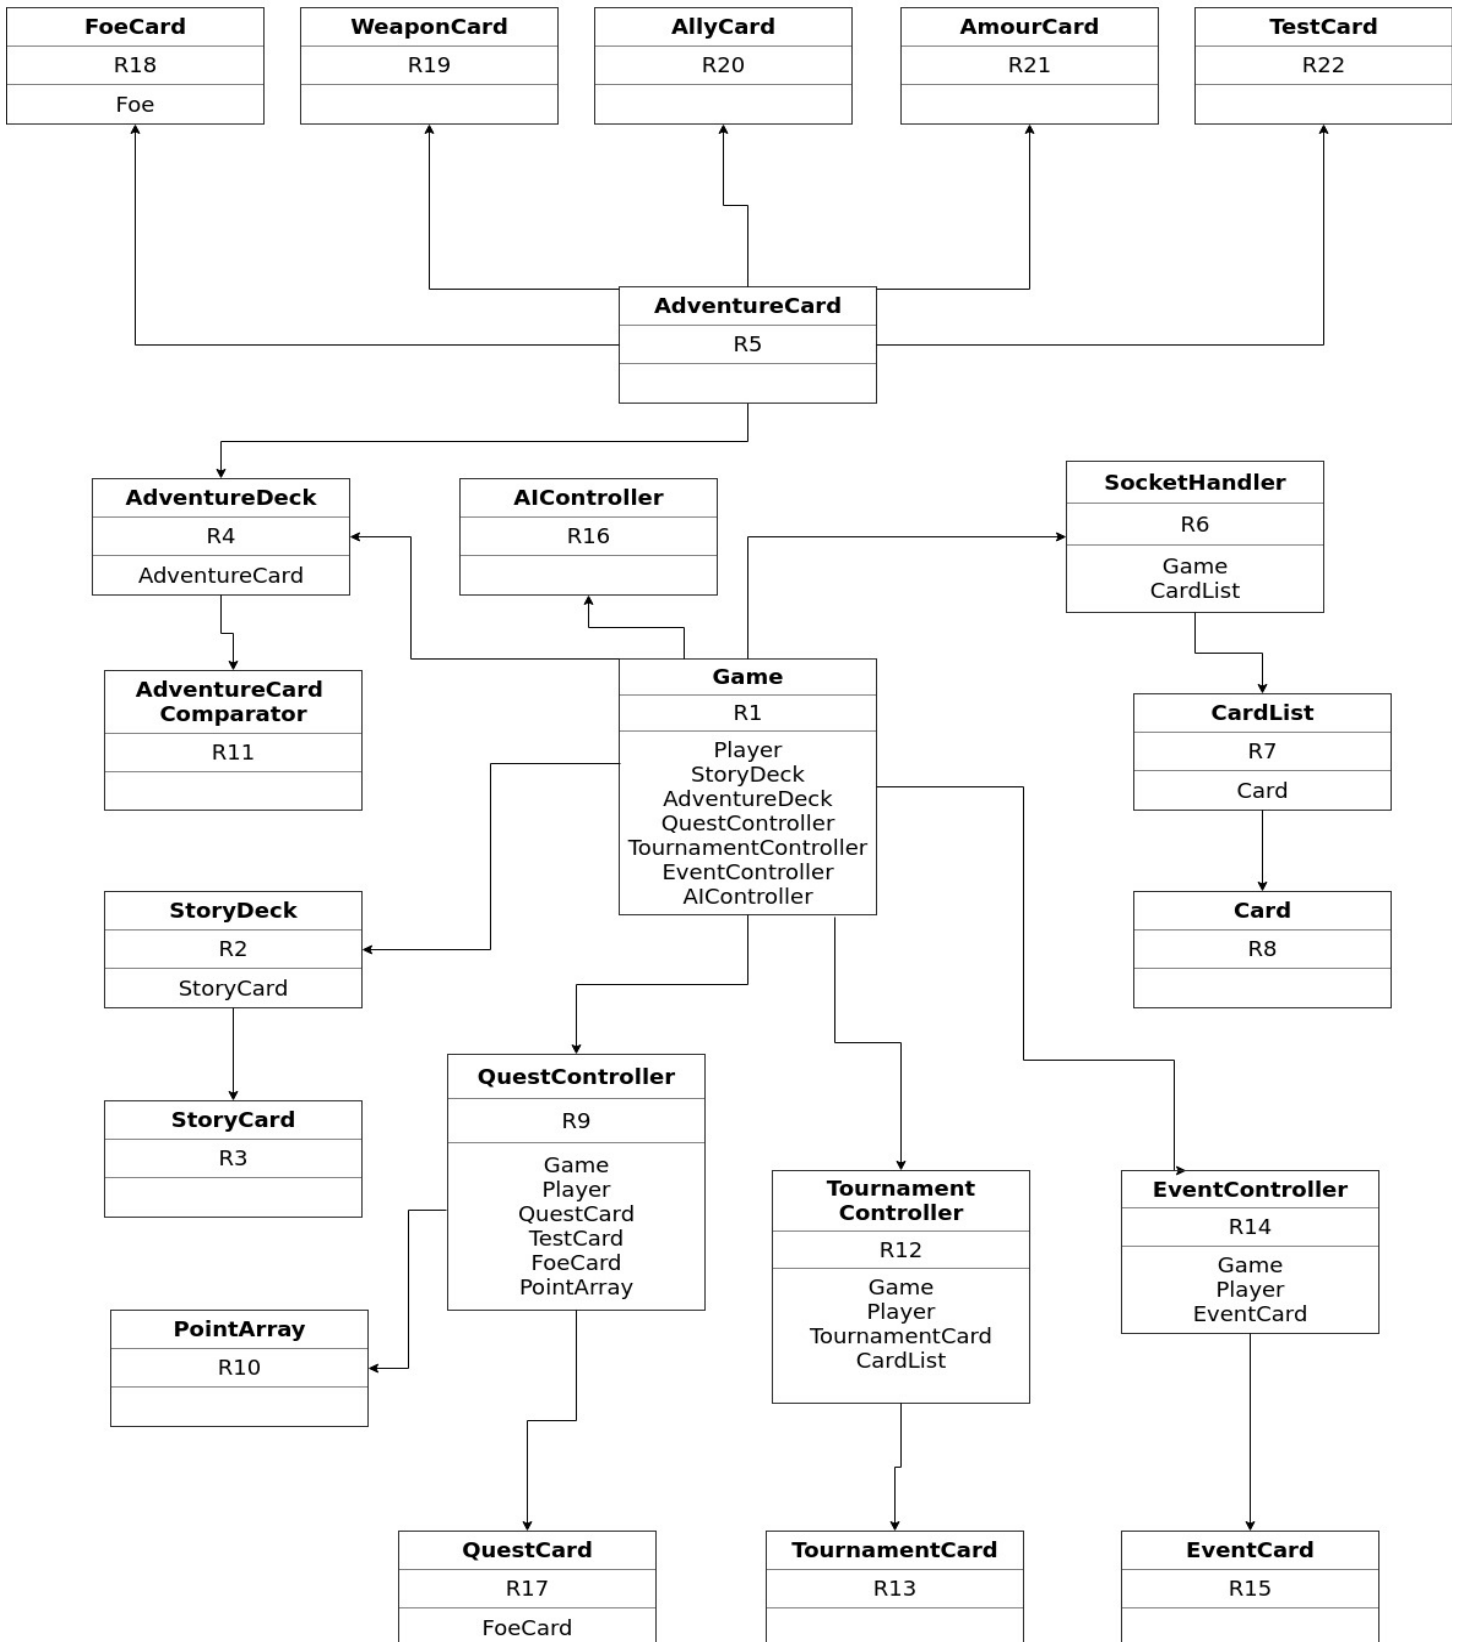 FoeCard
R18
Foe
WeaponCard
R19
AllyCard
R20
AmourCard
R21
TestCard
R22
AdventureCard
R5
AdventureDeck
R4
AdventureCard
AIController
R16
SocketHandler
R6
Game
CardList
AdventureCard
Comparator
R11
Game
R1
Player
StoryDeck
AdventureDeck
QuestController
TournamentController
EventController
AIController
CardList
R7
Card
StoryDeck
R2
StoryCard
Card
R8
StoryCard
R3
QuestController
R9
Game
Player
QuestCard
TestCard
FoeCard
PointArray
Tournament
Controller
R12
Game
Player
TournamentCard
CardList
EventController
R14
Game
Player
EventCard
PointArray
R10
QuestCard
R17
FoeCard
TournamentCard
R13
EventCard
R15